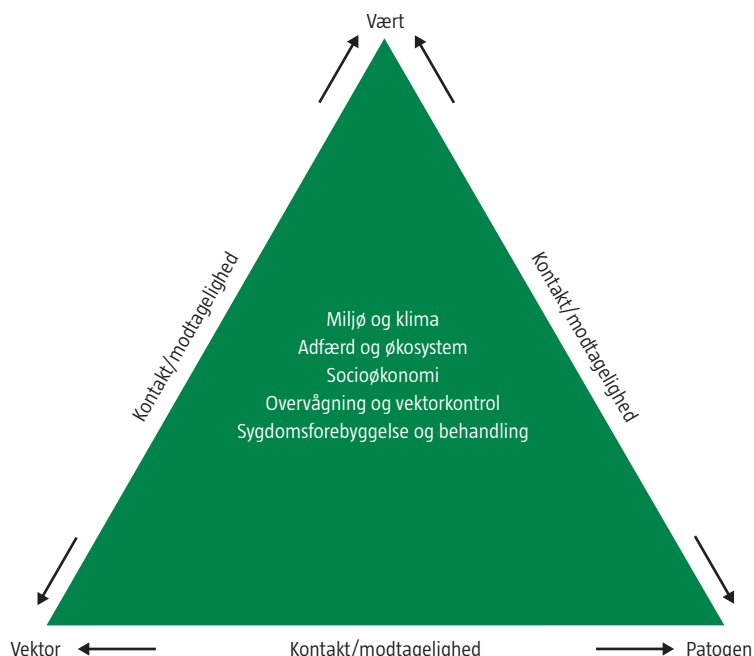 Vært
Kontakt/modtagelighed
Kontakt/modtagelighed
Miljø og klima
Adfærd og økosystem
Socioøkonomi
Overvågning og vektorkontrol
Sygdomsforebyggelse og behandling
Vektor
Kontakt/modtagelighed
Patogen